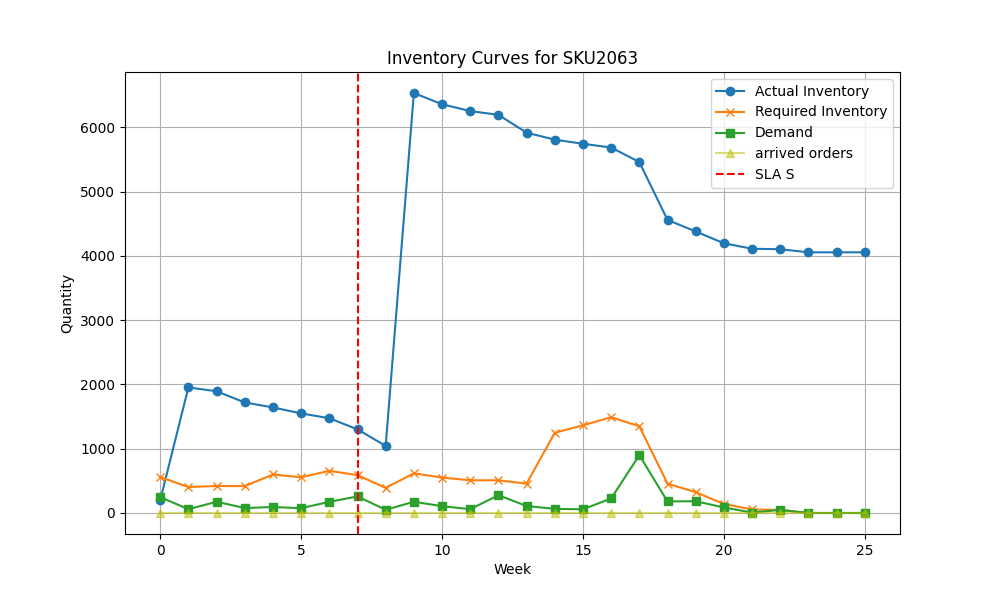 Inventory Curves for SKU2063
Actual Inventory
Required Inventory
Demand
arrived orders
SLA S
Quantity
6000
5000
4000
3000
2000
1000
0
0 5 10 15 20 25
Week